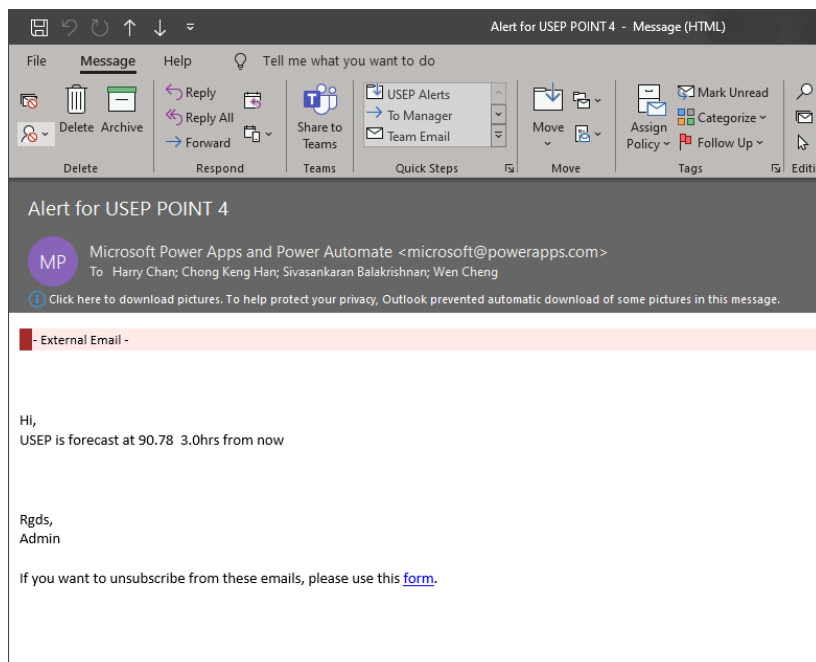 Alert for USEP POINT 4 - Message (HTML)
File Message Help Tell me what you want to do
Delete Archive
Reply
Reply All
Forward
Share to
Teams
USEP Alerts
To Manager
Team Email
Move
Assign
Policy
Mark Unread
Categorize
Follow Up
Delete Respond Teams Quick Steps Move Tags Editi
Alert for USEP POINT 4
MP
Microsoft Power Apps and Power Automate <microsoft@powerapps.com>
To Harry Chan; Chong Keng Han; Sivasankaran Balakrishnan; Wen Cheng
Click here to download pictures. To help protect your privacy, Outlook prevented automatic download of some pictures in this message.
- External Email -
Hi,
USEP is forecast at 90.78 3.0hrs from now
Rgds,
Admin
If you want to unsubscribe from these emails, please use this form.